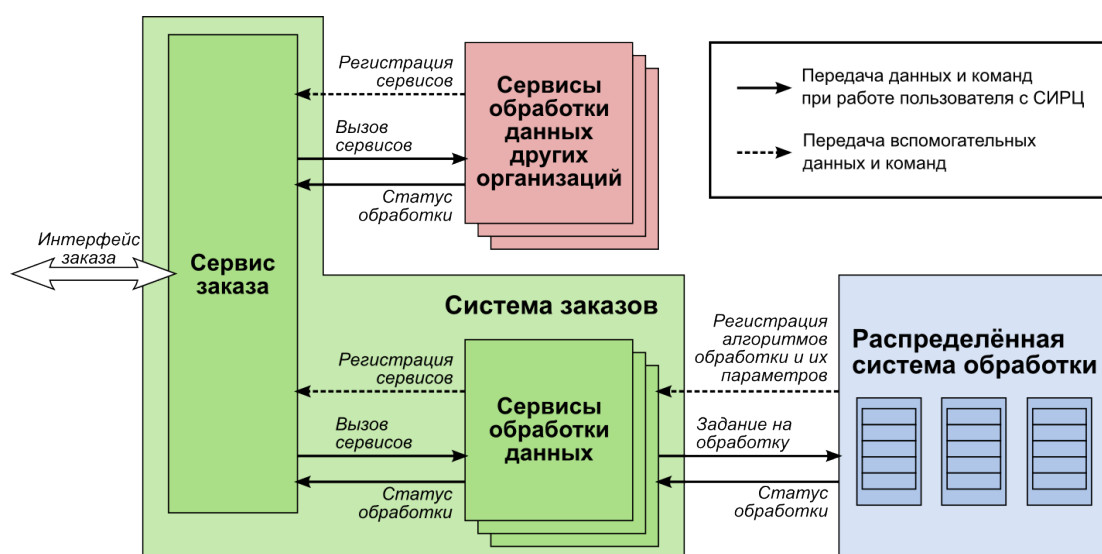 Регистрация
сервисов
Вызов
сервисов
Статус
обработки
Сервисы
обработки
данных
других
организаций
Передача данных и команд
при работе пользователя с СИРЦ
Передача вспомогательных
данных и команд
Интерфейс
заказа
Сервис
заказа
Система заказов
Регистрация
сервисов
Вызов
сервисов
Статус
обработки
Сервисы
обработки
данных
Регистрация
алгоритмов
обработки и их
параметров
Задание на
обработку
Статус
обработки
Распределённая
система обработки